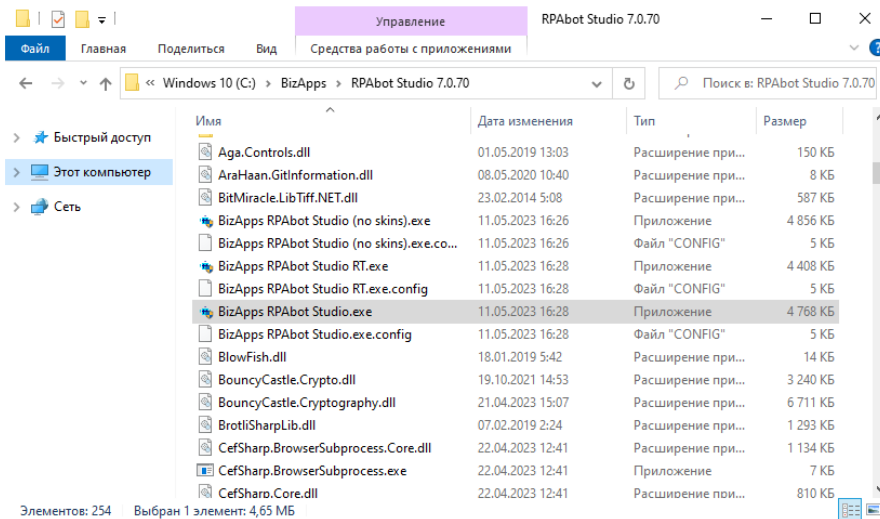 Управление RPAbot Studio 7.0.70
Файл Главная Поделиться Вид Средства работы с приложениями ?
« Windows 10 (C:) › BizApps › RPAbot Studio 7.0.70 Поиск в: RPAbot Studio 7.0.70
Имя Дата изменения Тип Размер
Быстрый доступ
Этот компьютер
Сеть
Aga.Controls.dll 01.05.2019 13:03 Расширение при... 150 КБ
AraHaan.GitInformation.dll 08.05.2020 10:40 Расширение при... 8 КБ
BitMiracle.LibTiff.NET.dll 23.02.2014 5:08 Расширение при... 587 КБ
BizApps RPAbot Studio (no skins).exe 11.05.2023 16:26 Приложение 4 856 КБ
BizApps RPAbot Studio (no skins).exe.co... 11.05.2023 16:26 Файл "CONFIG" 5 КБ
BizApps RPAbot Studio RT.exe 11.05.2023 16:28 Приложение 4 408 КБ
BizApps RPAbot Studio RT.exe.config 11.05.2023 16:28 Файл "CONFIG" 5 КБ
BizApps RPAbot Studio.exe 11.05.2023 16:28 Приложение 4 768 КБ
BizApps RPAbot Studio.exe.config 11.05.2023 16:28 Файл "CONFIG" 5 КБ
BlowFish.dll 18.01.2019 5:42 Расширение при... 14 КБ
BouncyCastle.Crypto.dll 19.10.2021 14:53 Расширение при... 3 240 КБ
BouncyCastle.Cryptography.dll 21.04.2023 15:07 Расширение при... 6 711 КБ
BrotliSharpLib.dll 07.02.2019 2:24 Расширение при... 1 293 КБ
CefSharp.BrowserSubprocess.Core.dll 22.04.2023 12:41 Расширение при... 1 134 КБ
CefSharp.BrowserSubprocess.exe 22.04.2023 12:41 Приложение 7 КБ
CefSharp.Core.dll 22.04.2023 12:41 Расширение при... 810 КБ
Элементов: 254 Выбран 1 элемент: 4,65 МБ